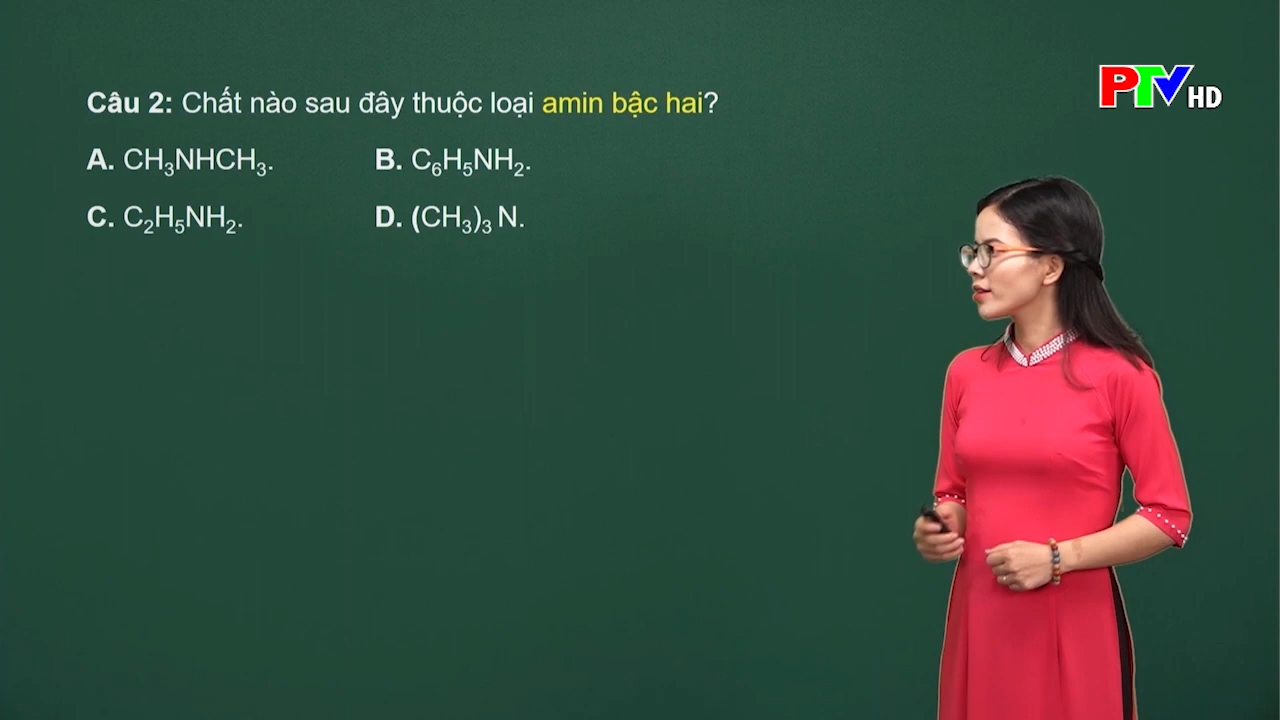 PTV HD
Câu 2: Chất nào sau đây thuộc loại amin bậc hai?
A. CH₃NHCH₃. B. C₆H₅NH₂.
C. C₂H₅NH₂. D. (CH₃)₃ N.